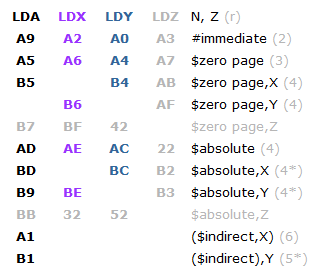 LDA LDX LDY LDZ N, Z (r)
A9 A2 A0 A3 #immediate (2)
A5 A6 A4 A7 $zero page (3)
B5 B4 AB $zero page,X (4)
B6 AF $zero page,Y (4)
B7 BF 42 $zero page,Z
AD AE AC 22 $absolute (4)
BD BC B2 $absolute,X (4*)
B9 BE B3 $absolute,Y (4*)
BB 32 52 $absolute,Z
A1 ($indirect,X) (6)
B1 ($indirect),Y (5*)